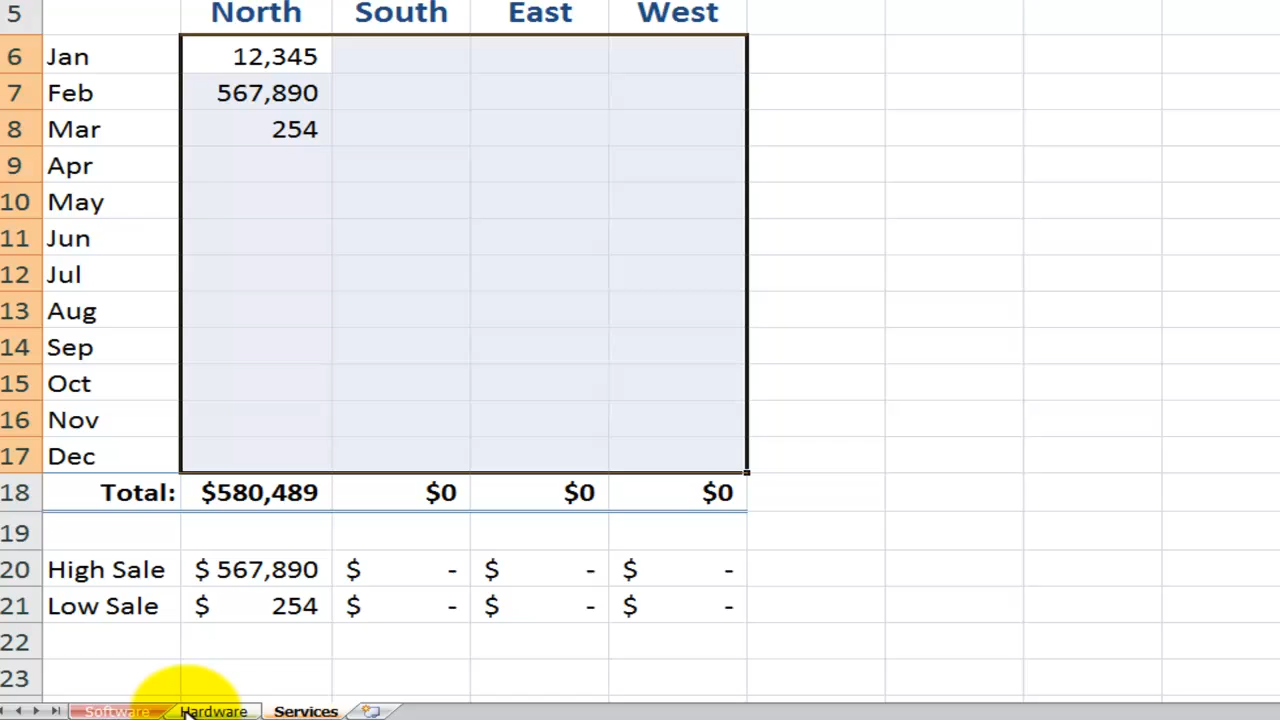 5 North South East West
6 Jan 12,345
7 Feb 567,890
8 Mar 254
9 Apr
10 May
11 Jun
12 Jul
13 Aug
14 Sep
15 Oct
16 Nov
17 Dec
18 Total: $580,489 $0 $0 $0
19
20 High Sale $ 567,890 $ - $ - $ -
21 Low Sale $ 254 $ - $ - $ -
22
23
Software Hardware Services